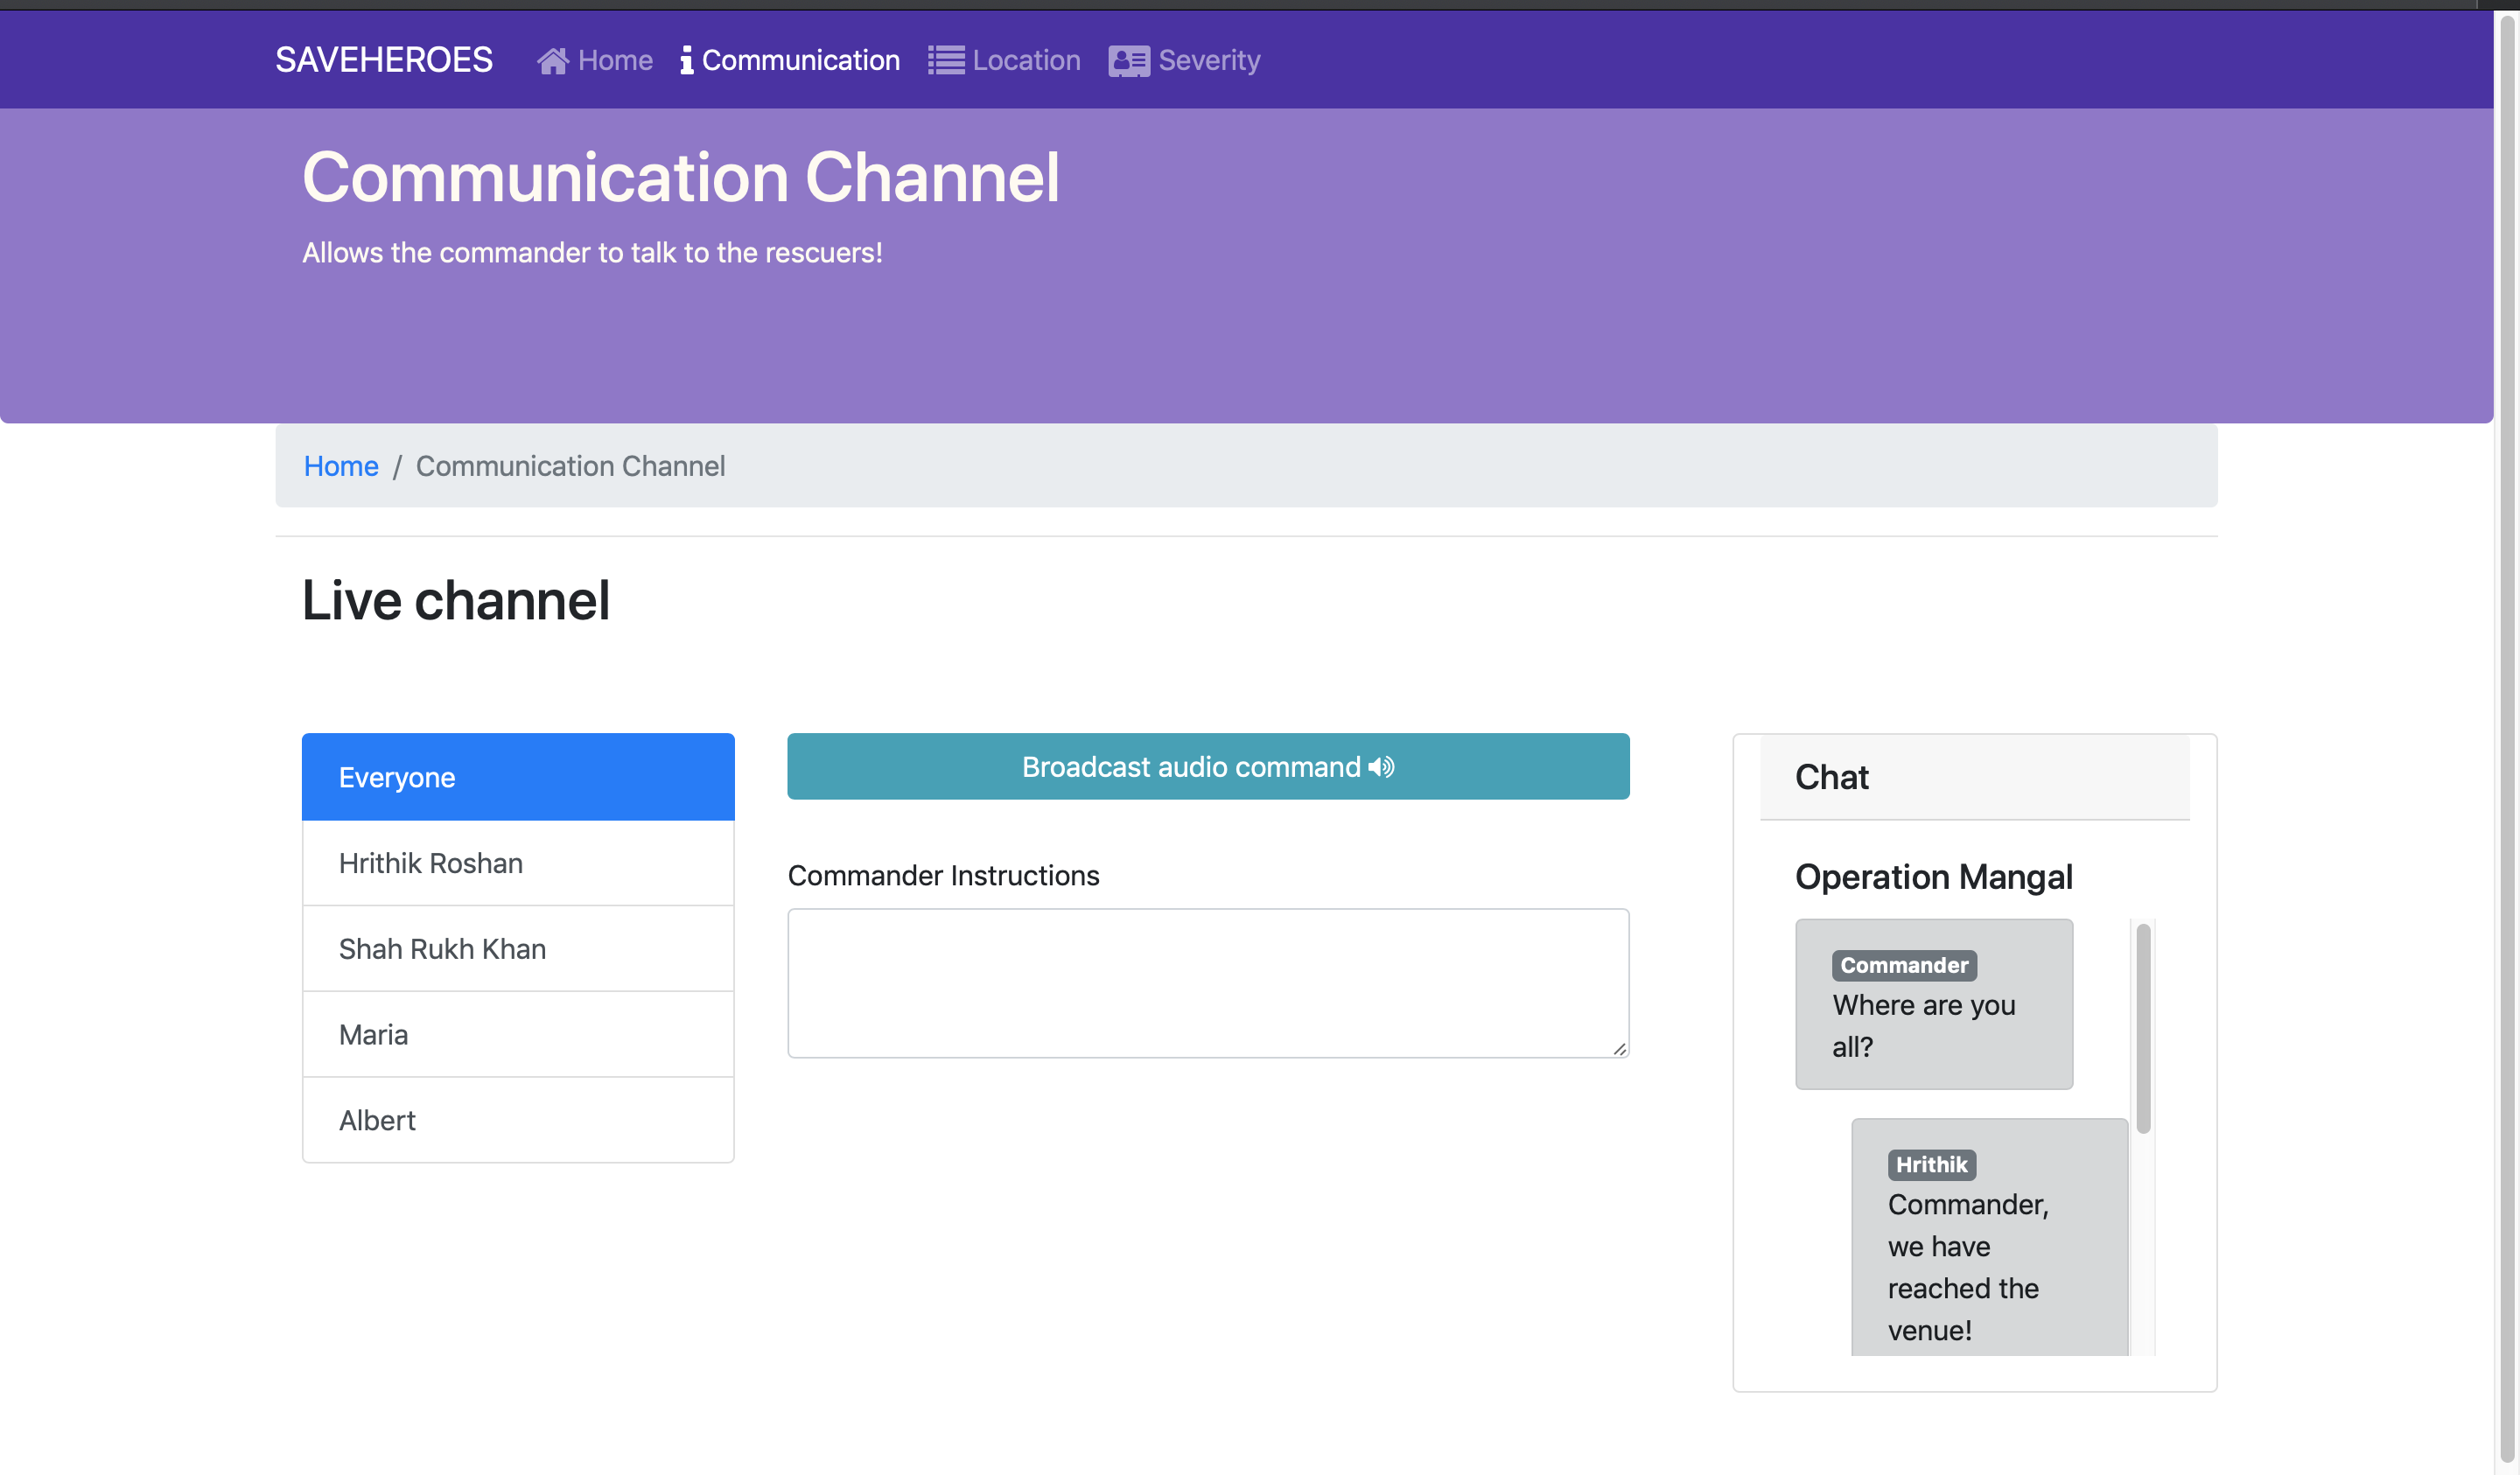 SAVEHEROES Home Communication Location Severity
Communication Channel
Allows the commander to talk to the rescuers!
Home / Communication Channel
Live channel
Everyone
Hrithik Roshan
Shah Rukh Khan
Maria
Albert
Broadcast audio command
Commander Instructions
Chat
Operation Mangal
Commander
Where are you
all?
Hrithik
Commander,
we have
reached the
venue!